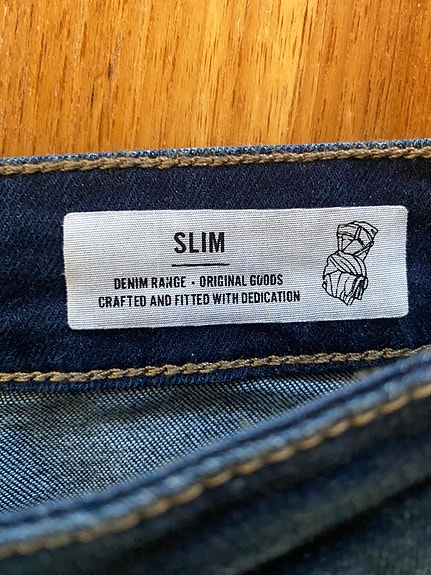 SLIM
DENIM RANGE • ORIGINAL GOODS
CRAFTED AND FITTED WITH DEDICATION